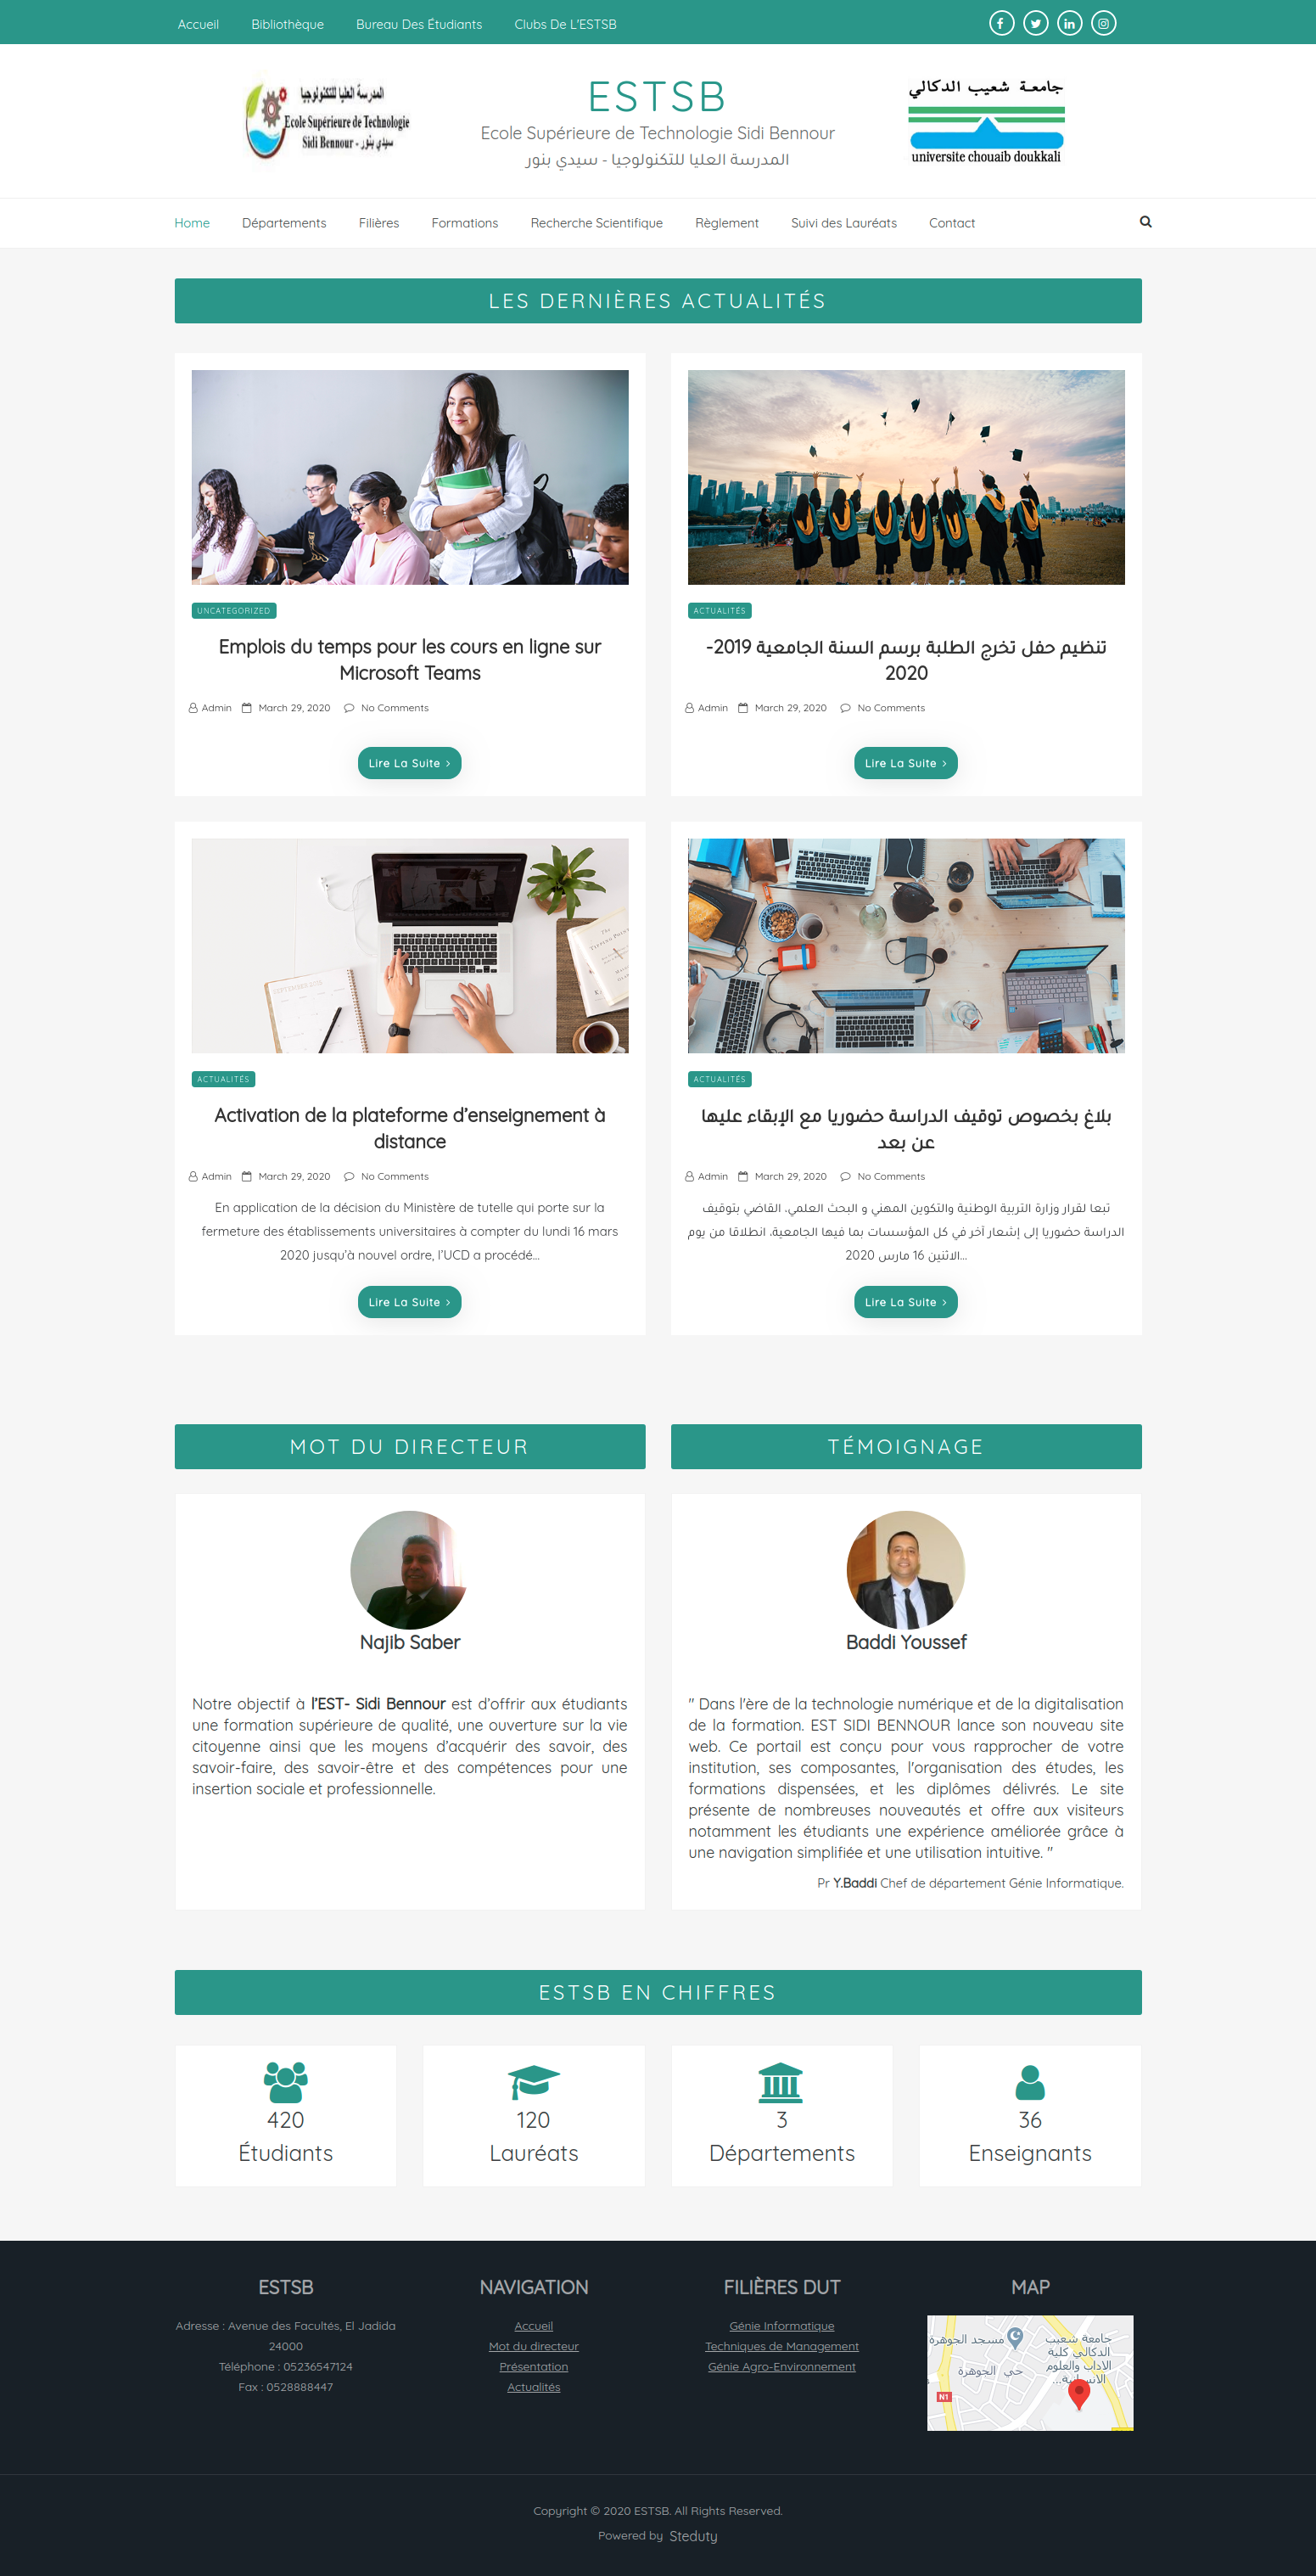 Accueil Bibliothèque Bureau Des Étudiants Clubs De L'ESTSB
المدرسة العليا للتكنولوجيا
Ecole Supérieure de Technologie
Sidi Bennour - سيدي بنور
ESTSB
Ecole Supérieure de Technologie Sidi Bennour
المدرسة العليا للتكنولوجيا - سيدي بنور
جامعة شعيب الدكالي
universite chouaib doukkali
Home Départements Filières Formations Recherche Scientifique Règlement Suivi des Lauréats Contact
LES DERNIÈRES ACTUALITÉS
UNCATEGORIZED
Emplois du temps pour les cours en ligne sur
Microsoft Teams
Admin March 29, 2020 No Comments
Lire La Suite ›
ACTUALITÉS
تنظيم حفل تخرج الطلبة برسم السنة الجامعية 2019-
2020
Admin March 29, 2020 No Comments
Lire La Suite ›
ACTUALITÉS
Activation de la plateforme d’enseignement à
distance
Admin March 29, 2020 No Comments
En application de la décision du Ministère de tutelle qui porte sur la
fermeture des établissements universitaires à compter du lundi 16 mars
2020 jusqu’à nouvel ordre, l’UCD a procédé...
Lire La Suite ›
ACTUALITÉS
بلاغ بخصوص توقيف الدراسة حضوريا مع الإبقاء عليها
عن بعد
Admin March 29, 2020 No Comments
تبعا لقرار وزارة التربية الوطنية والتكوين المهني و البحث العلمي، القاضي بتوقيف
الدراسة حضوريا إلى إشعار آخر في كل المؤسسات بما فيها الجامعية، انطلاقا من يوم
الاثنين 16 مارس 2020...
Lire La Suite ›
MOT DU DIRECTEUR
Najib Saber
Notre objectif à l’EST- Sidi Bennour est d’offrir aux étudiants
une formation supérieure de qualité, une ouverture sur la vie
citoyenne ainsi que les moyens d’acquérir des savoir, des
savoir-faire, des savoir-être et des compétences pour une
insertion sociale et professionnelle.
TÉMOIGNAGE
Baddi Youssef
" Dans l'ère de la technologie numérique et de la digitalisation
de la formation. EST SIDI BENNOUR lance son nouveau site
web. Ce portail est conçu pour vous rapprocher de votre
institution, ses composantes, l'organisation des études, les
formations dispensées, et les diplômes délivrés. Le site
présente de nombreuses nouveautés et offre aux visiteurs
notamment les étudiants une expérience améliorée grâce à
une navigation simplifiée et une utilisation intuitive. "
Pr Y.Baddi Chef de département Génie Informatique.
ESTSB EN CHIFFRES
420
Étudiants
120
Lauréats
3
Départements
36
Enseignants
ESTSB
Adresse : Avenue des Facultés, El Jadida
24000
Téléphone : 05236547124
Fax : 0528888447
NAVIGATION
Accueil
Mot du directeur
Présentation
Actualités
FILIÈRES DUT
Génie Informatique
Techniques de Management
Génie Agro-Environnement
MAP
مسجد الجوهرة
حي الجوهرة
جامعة شعيب
الدكالي كلية
الآداب والعلوم
N1
Copyright © 2020 ESTSB. All Rights Reserved.
Powered by Steduty